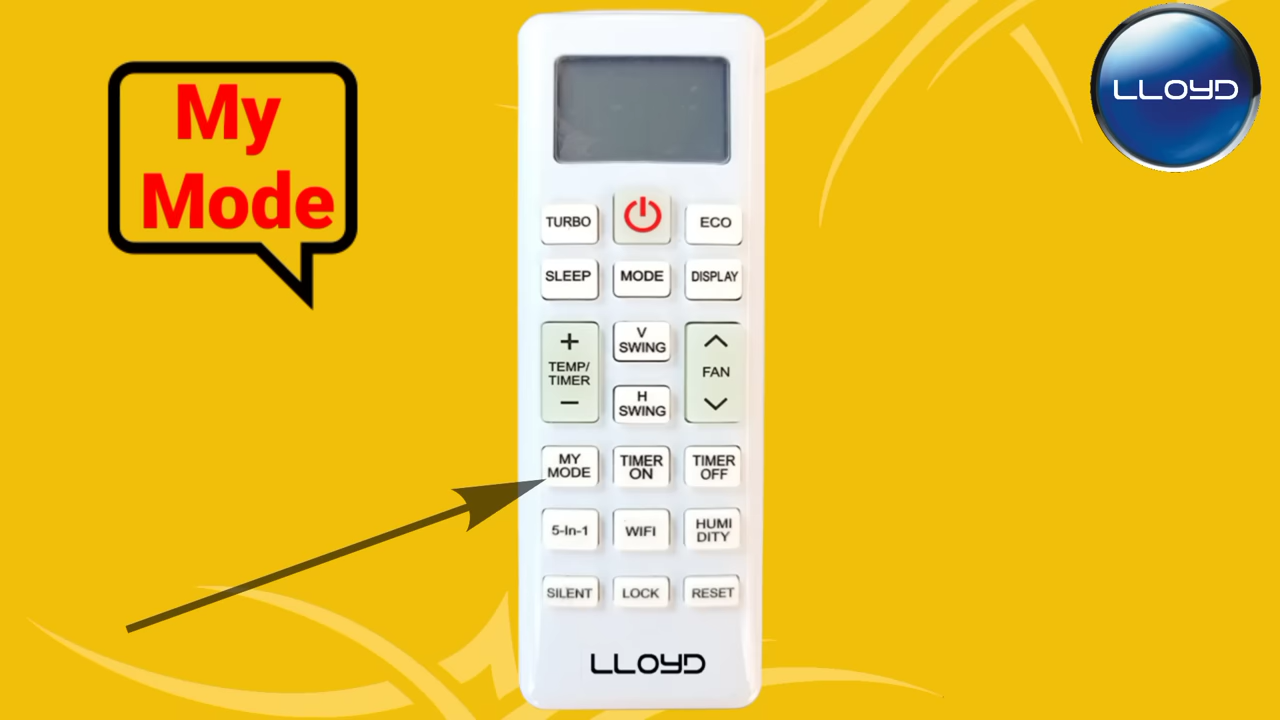 My
Mode
LLOYD
TURBO
ECO
SLEEP
MODE
DISPLAY
+
TEMP/
TIMER
−
V
SWING
H
SWING
FAN
MY
MODE
TIMER
ON
TIMER
OFF
5-In-1
WIFI
HUMI
DITY
SILENT
LOCK
RESET
LLOYD